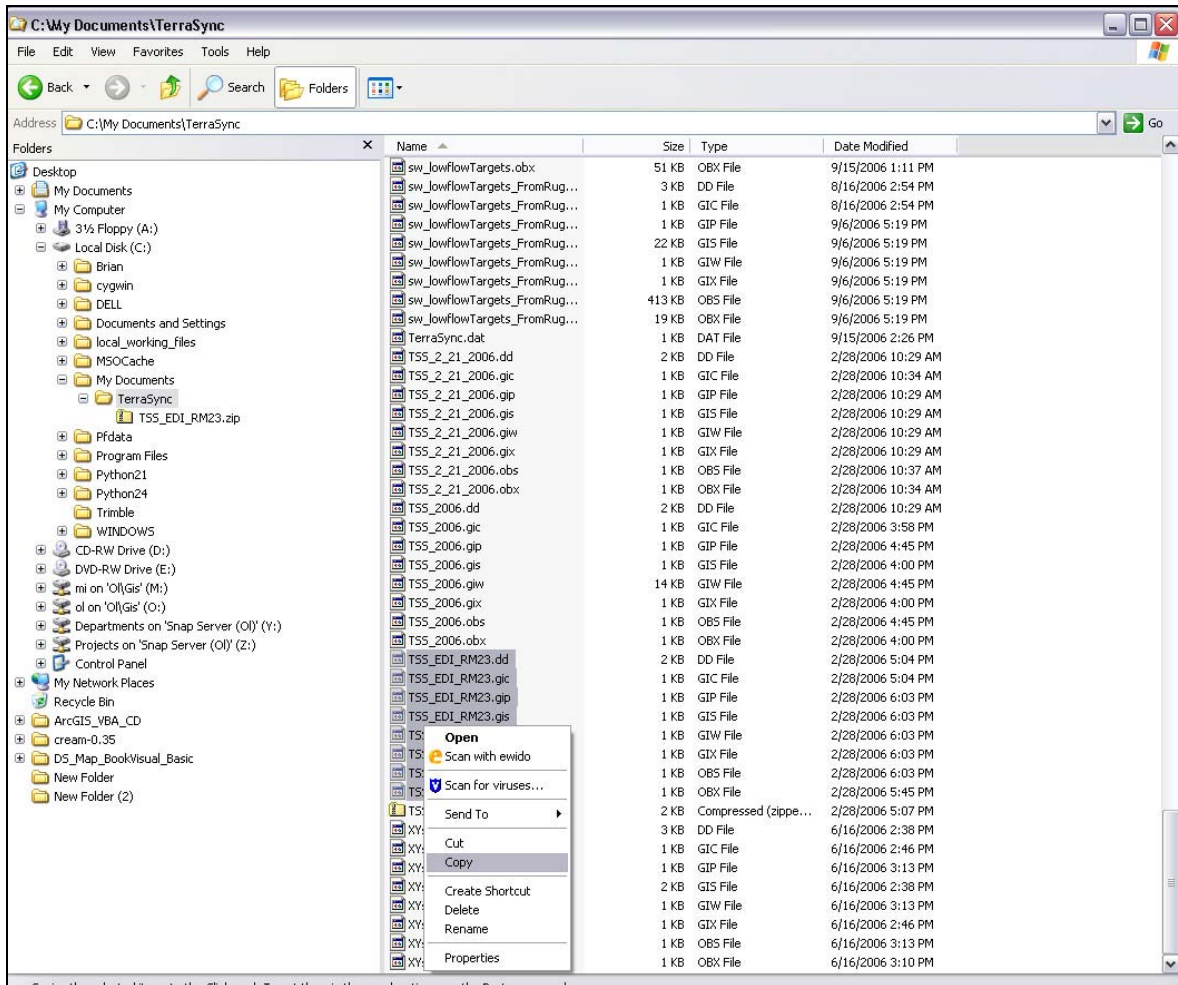 C:\My Documents\TerraSync
File Edit View Favorites Tools Help
Back Search Folders
Address C:\My Documents\TerraSync Go
Folders
Desktop
My Documents
My Computer
3½ Floppy (A:)
Local Disk (C:)
Brian
cygwin
DELL
Documents and Settings
local_working_files
MSOCache
My Documents
TerraSync
TSS_EDI_RM23.zip
Pfdata
Program Files
Python21
Python24
Trimble
WINDOWS
CD-RW Drive (D:)
DVD-RW Drive (E:)
mi on 'Ol\Gis' (M:)
ol on 'Ol\Gis' (O:)
Departments on 'Snap Server (Ol)' (Y:)
Projects on 'Snap Server (Ol)' (Z:)
Control Panel
My Network Places
Recycle Bin
ArcGIS_VBA_CD
cream-0.35
DS_Map_BookVisual_Basic
New Folder
New Folder (2)
Name Size Type Date Modified
sw_lowflowTargets.obx 51 KB OBX File 9/15/2006 1:11 PM
sw_lowflowTargets_FromRug... 3 KB DD File 8/16/2006 2:54 PM
sw_lowflowTargets_FromRug... 1 KB GIC File 8/16/2006 2:54 PM
sw_lowflowTargets_FromRug... 1 KB GIP File 9/6/2006 5:19 PM
sw_lowflowTargets_FromRug... 22 KB GIS File 9/6/2006 5:19 PM
sw_lowflowTargets_FromRug... 1 KB GIW File 9/6/2006 5:19 PM
sw_lowflowTargets_FromRug... 1 KB GIX File 9/6/2006 5:19 PM
sw_lowflowTargets_FromRug... 413 KB OBS File 9/6/2006 5:19 PM
sw_lowflowTargets_FromRug... 19 KB OBX File 9/6/2006 5:19 PM
TerraSync.dat 1 KB DAT File 9/15/2006 2:26 PM
TSS_2_21_2006.dd 2 KB DD File 2/28/2006 10:29 AM
TSS_2_21_2006.gic 1 KB GIC File 2/28/2006 10:34 AM
TSS_2_21_2006.gip 1 KB GIP File 2/28/2006 10:29 AM
TSS_2_21_2006.gis 1 KB GIS File 2/28/2006 10:29 AM
TSS_2_21_2006.giw 1 KB GIW File 2/28/2006 10:29 AM
TSS_2_21_2006.gix 1 KB GIX File 2/28/2006 10:29 AM
TSS_2_21_2006.obs 1 KB OBS File 2/28/2006 10:37 AM
TSS_2_21_2006.obx 1 KB OBX File 2/28/2006 10:34 AM
TSS_2006.dd 2 KB DD File 2/28/2006 10:29 AM
TSS_2006.gic 1 KB GIC File 2/28/2006 3:58 PM
TSS_2006.gip 1 KB GIP File 2/28/2006 4:45 PM
TSS_2006.gis 1 KB GIS File 2/28/2006 4:00 PM
TSS_2006.giw 14 KB GIW File 2/28/2006 4:45 PM
TSS_2006.gix 1 KB GIX File 2/28/2006 4:00 PM
TSS_2006.obs 1 KB OBS File 2/28/2006 4:45 PM
TSS_2006.obx 1 KB OBX File 2/28/2006 4:00 PM
TSS_EDI_RM23.dd 2 KB DD File 2/28/2006 5:04 PM
TSS_EDI_RM23.gic 1 KB GIC File 2/28/2006 5:04 PM
TSS_EDI_RM23.gip 1 KB GIP File 2/28/2006 6:03 PM
TSS_EDI_RM23.gis 1 KB GIS File 2/28/2006 6:03 PM
1 KB GIW File 2/28/2006 6:03 PM
1 KB GIX File 2/28/2006 6:03 PM
1 KB OBS File 2/28/2006 6:03 PM
1 KB OBX File 2/28/2006 5:45 PM
2 KB Compressed (zippe... 2/28/2006 5:07 PM
3 KB DD File 6/16/2006 2:38 PM
1 KB GIC File 6/16/2006 2:46 PM
1 KB GIP File 6/16/2006 3:13 PM
2 KB GIS File 6/16/2006 2:38 PM
1 KB GIW File 6/16/2006 3:13 PM
1 KB GIX File 6/16/2006 2:46 PM
1 KB OBS File 6/16/2006 3:13 PM
1 KB OBX File 6/16/2006 3:10 PM
Open
Scan with ewido
Scan for viruses...
Send To
Cut
Copy
Create Shortcut
Delete
Rename
Properties